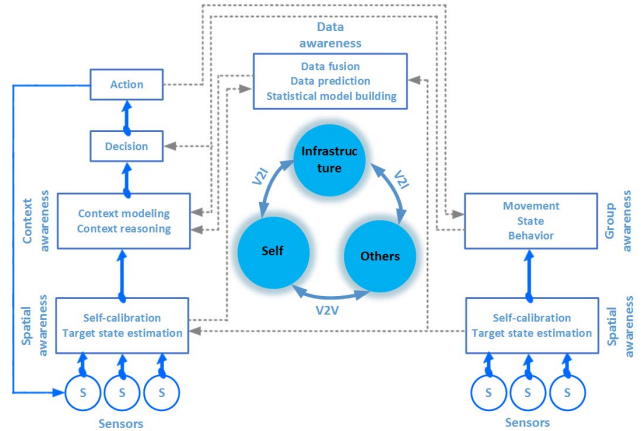 Data
awareness
Action
Data fusion
Data prediction
Statistical model building
Decision
Infrastruc
ture
V2I
V2I
Context
awareness
Context modeling
Context reasoning
Movement
State
Behavior
Group
awareness
Self
Others
V2V
Spatial
awareness
Self-calibration
Target state estimation
Self-calibration
Target state estimation
Spatial
awareness
S
S
S
S
S
S
Sensors
Sensors